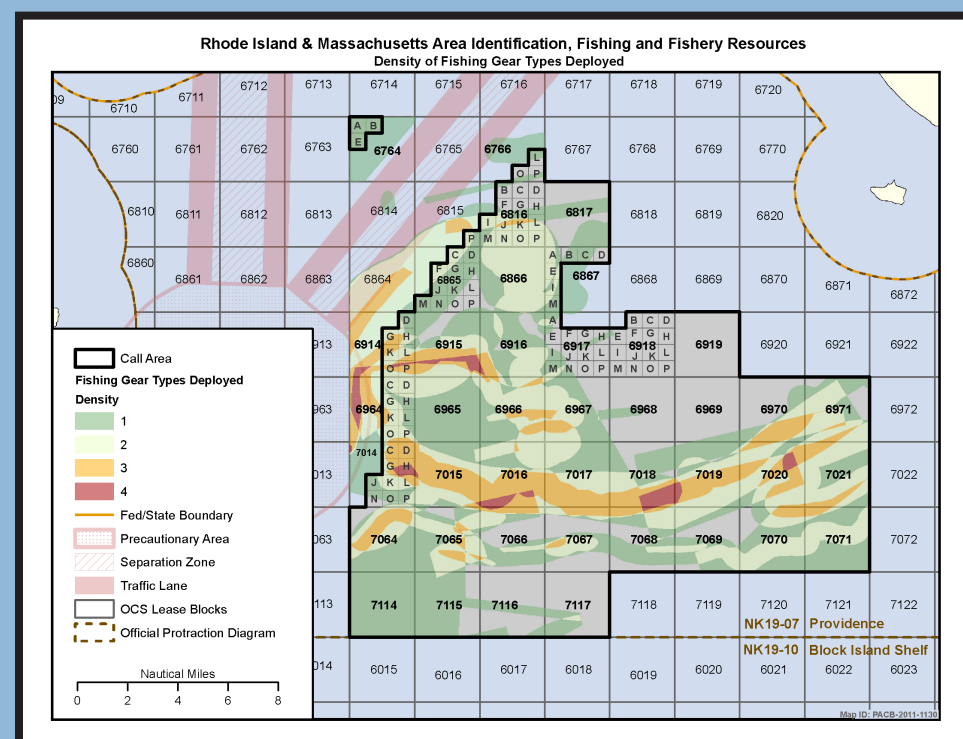 Rhode Island & Massachusetts Area Identification, Fishing and Fishery Resources
Density of Fishing Gear Types Deployed
09 6710 6711 6712 6713 6714 6715 6716 6717 6718 6719 6720
A B
E
6760 6761 6762 6763 6764 6765 6766 6767 6768 6769 6770
L
O P
6810 6811 6812 6813 6814 6815 6816 6817 6818 6819 6820
B C D
F G H
I J K L
P M N O P
6860 6861 6862 6863 6864 6865 6866 6867 6868 6869 6870 6871 6872
C D
F G H
J K L
M N O P
A B C D
E
I
M
6913 6914 6915 6916 6917 6918 6919 6920 6921 6922
D
G H
K L
O P
A B C D
E F G H E F G H
I J K L I J K L
M N O P M N O P
963 6964 6965 6966 6967 6968 6969 6970 6971 6972
C D
G H
K L
O P
7014
013 7015 7016 7017 7018 7019 7020 7021 7022
C D
G H
J K L
N O P
063 7064 7065 7066 7067 7068 7069 7070 7071 7072
113 7114 7115 7116 7117 7118 7119 7120 7121 7122
NK19-07 Providence
NK19-10 Block Island Shelf
014 6015 6016 6017 6018 6019 6020 6021 6022 6023
Call Area
Fishing Gear Types Deployed
Density
1
2
3
4
Fed/State Boundary
Precautionary Area
Separation Zone
Traffic Lane
OCS Lease Blocks
Official Protraction Diagram
Nautical Miles
0 2 4 6 8
Map ID: PACB-2011-1130